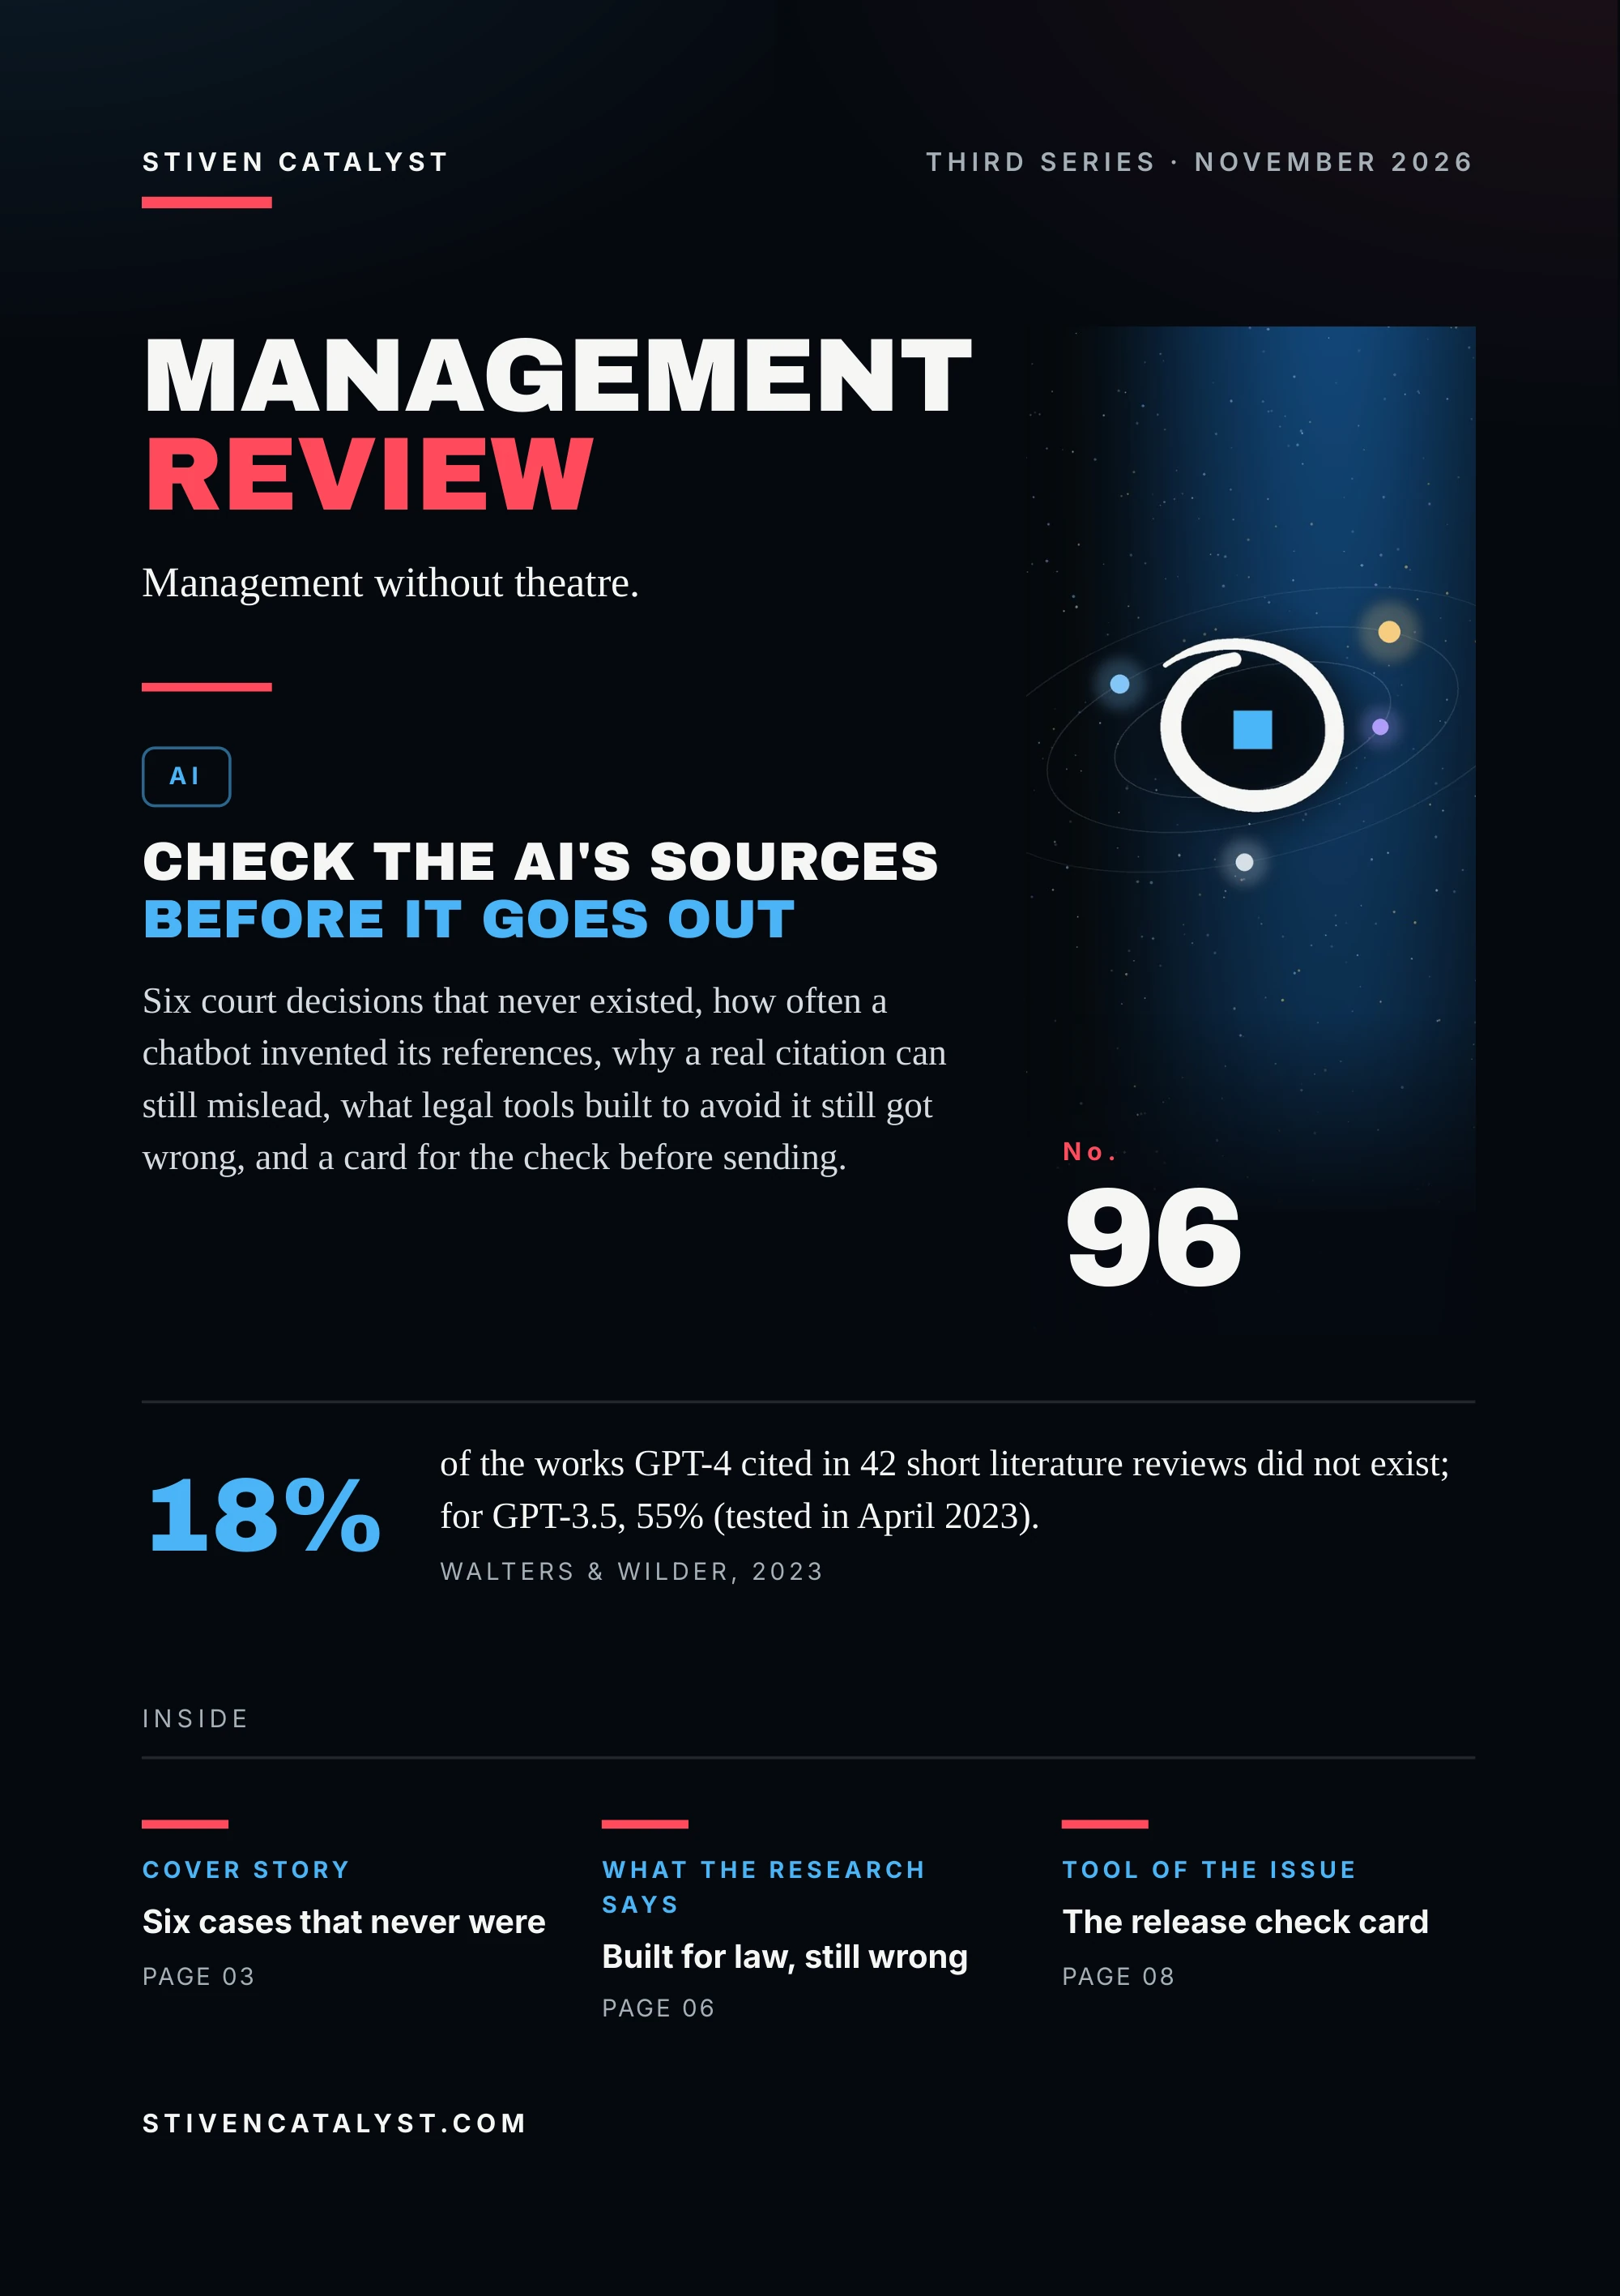 STIVEN CATALYST
THIRD SERIES · NOVEMBER 2026
MANAGEMENT
REVIEW
Management without theatre.
AI
CHECK THE AI'S SOURCES
BEFORE IT GOES OUT
Six court decisions that never existed, how often a
chatbot invented its references, why a real citation can
still mislead, what legal tools built to avoid it still got
wrong, and a card for the check before sending.
No.
96
18%
of the works GPT-4 cited in 42 short literature reviews did not exist;
for GPT-3.5, 55% (tested in April 2023).
WALTERS & WILDER, 2023
INSIDE
COVER STORY
Six cases that never were
PAGE 03
WHAT THE RESEARCH
SAYS
Built for law, still wrong
PAGE 06
TOOL OF THE ISSUE
The release check card
PAGE 08
STIVENCATALYST.COM